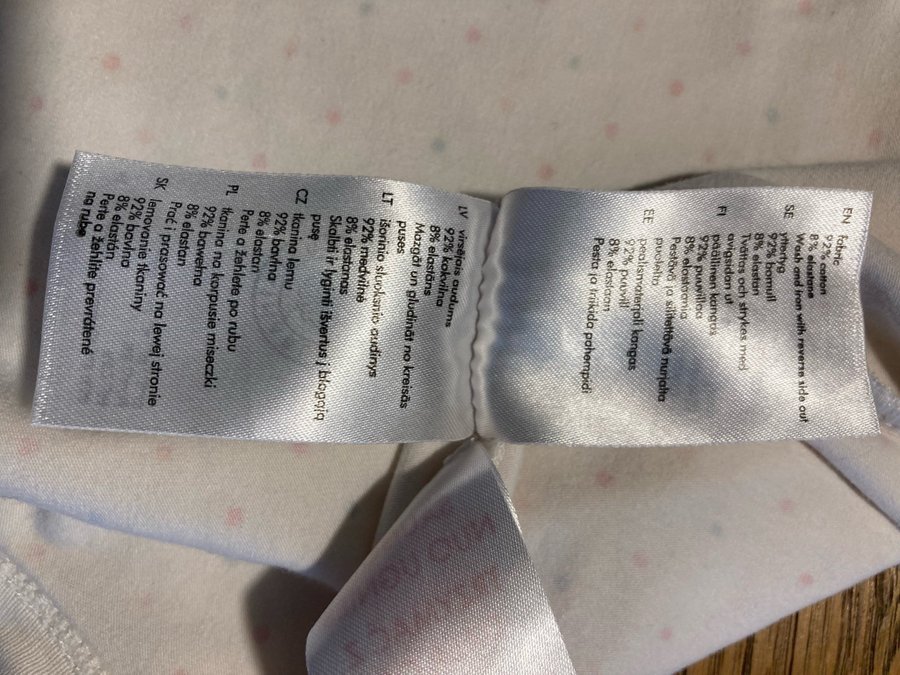 EN fabric
92% cotton
8% elastane
Wash and iron with reverse side out
SE yttertyg
92% bomull
8% elastan
Tvättas och strykas med
avigsidan ut
FI päällinen kangas
92% puuvillaa
8% elastaania
Pestävä ja silitettävä nurjalta
puolelta
EE pealismaterjali kangas
92% puuvill
8% elastaan
Pesta ja triikida pahempidi
LV virsējais audums
92% kokvilna
8% elastāns
Mazgāt un gludināt no kreisās
puses
LT išorinio sluoksnio audinys
92% medvilnė
8% elastanas
Skalbti ir lyginti išvertus į blogąją
pusę
CZ tkanina lemu
92% bavlna
8% elastan
Perte a žehlete po rubu
PL tkanina na korpusie miseczki
92% bawełna
8% elastan
Prać i prasować na lewej stronie
SK lemovanie tkaniny
92% bavlna
8% elastán
Perte a žehlite prevrátené
na rube